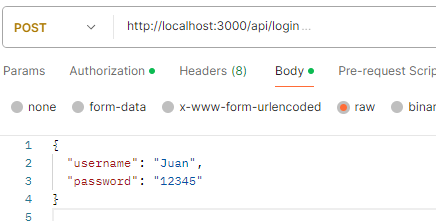 POST http://localhost:3000/api/login...
Params Authorization Headers (8) Body Pre-request Scrip
none form-data x-www-form-urlencoded raw binar
1 {
2 "username": "Juan",
3 "password": "12345"
4 }
5